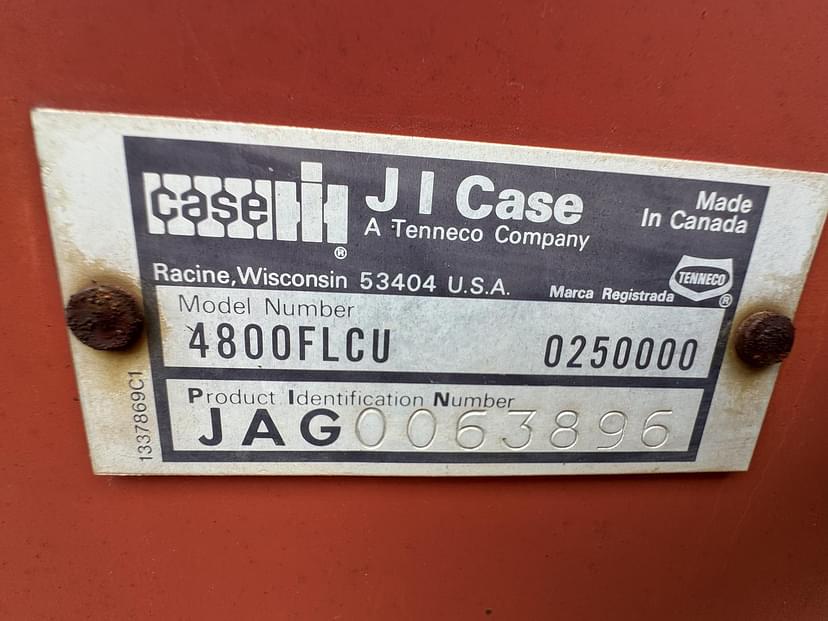 case IH ®
J I Case
A Tenneco Company
Made
In Canada
Racine, Wisconsin 53404 U.S.A.
Marca Registrada
TENNECO ®
Model Number
4800FLCU 0250000
Product Identification Number
JAG0063896
1337869C1